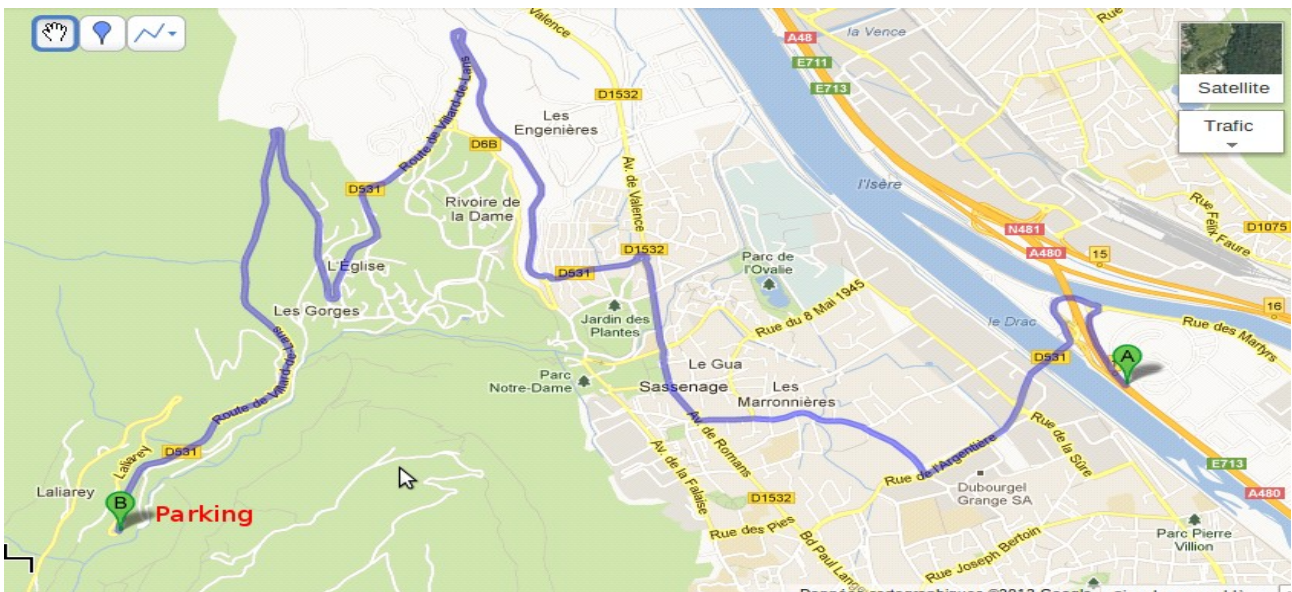 Av. de Valence
A48
la Vence
Rue
E711
E713
Satellite
Trafic
D1532
Les
Engenières
Route de Villard-de-Lans
D6B
Av. de Valence
l'Isère
D531
Rivoire de
la Dame
Rue Félix Faure
D1075
N481
A480
15
D1532
Parc de
l'Ovalie
L'Église
D531
16
Les Gorges
Jardin des
Plantes
Rue du 8 Mai 1945
le Drac
Rue des Martyrs
Route de Villard-de-Lans
D531
A
Le Gua
Parc
Notre-Dame
Sassenage
Les
Marronnières
Av. de Romans
Rue de la Sûre
Rue de l'Argentière
D531
Laliarey
Av. de la Falaise
Laliarey
E713
Dubourgel
Grange SA
A480
D1532
B
Parking
Rue des Pies
Parc Pierre
Villion
Bd Paul Lang
Rue Joseph Bertoin